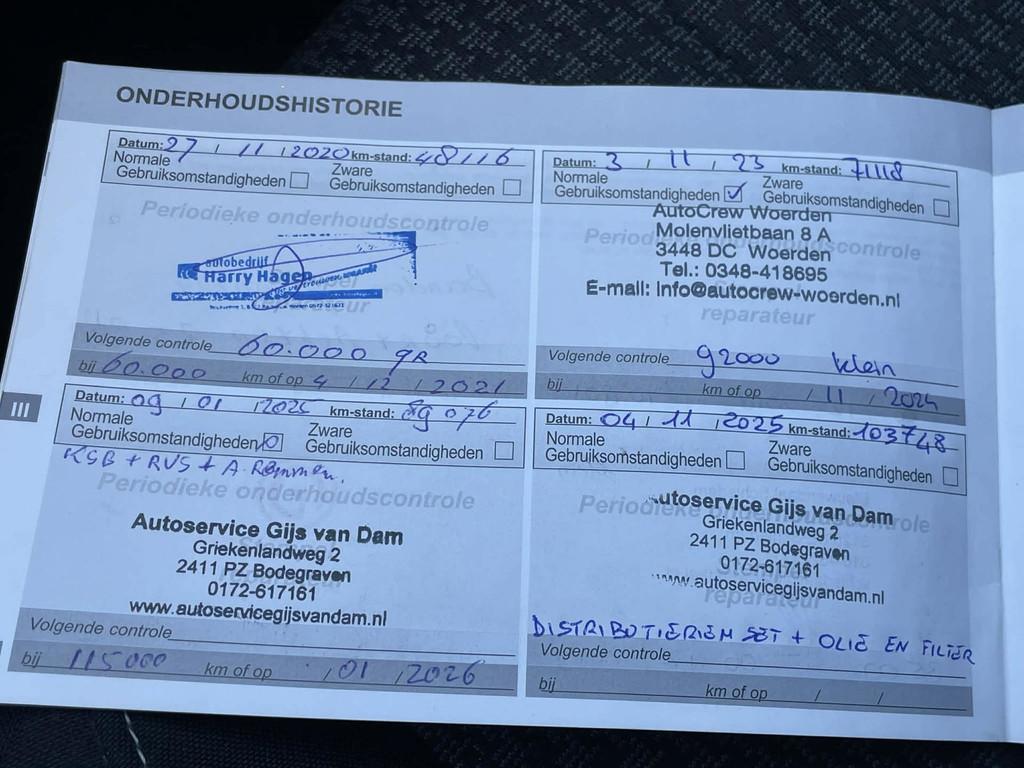 ONDERHOUDSHISTORIE
Datum: 27 / 11 / 2020 km-stand: 48116
Normale Gebruiksomstandigheden
Zware Gebruiksomstandigheden
Periodieke onderhoudscontrole
autobedrijf
Harry Hagen
vertrouwen waard!
Volgende controle 60.000 gR
bij 60.000 km of op 4 / 12 / 2021
Datum: 3 / 11 / 23 km-stand: 71118
Normale Gebruiksomstandigheden
Zware Gebruiksomstandigheden
AutoCrew Woerden
Molenvlietbaan 8 A
3448 DC Woerden
Tel.: 0348-418695
E-mail: Info@autocrew-woerden.nl
reparateur
Volgende controle 92000 klein
bij km of op / 11 / 2024
III
Datum: 09 / 01 / 2025 km-stand: 89076
Normale Gebruiksomstandigheden
Zware Gebruiksomstandigheden
KSB + RVS + A. Remmen.
Periodieke onderhoudscontrole
Autoservice Gijs van Dam
Griekenlandweg 2
2411 PZ Bodegraven
0172-617161
www.autoservicegijsvandam.nl
Volgende controle
bij 115000 km of op / 01 / 2026
Datum: 04 / 11 / 2025 km-stand: 103748
Normale Gebruiksomstandigheden
Zware Gebruiksomstandigheden
Periodieke onderhoudscontrole
utoservice Gijs van Dam
Griekenlandweg 2
2411 PZ Bodegraven
0172-617161
www.autoservicegijsvandam.nl
reparateur
DISTRIBUTIERIEM SET + OLIE EN FILTER
Volgende controle
bij km of op / /